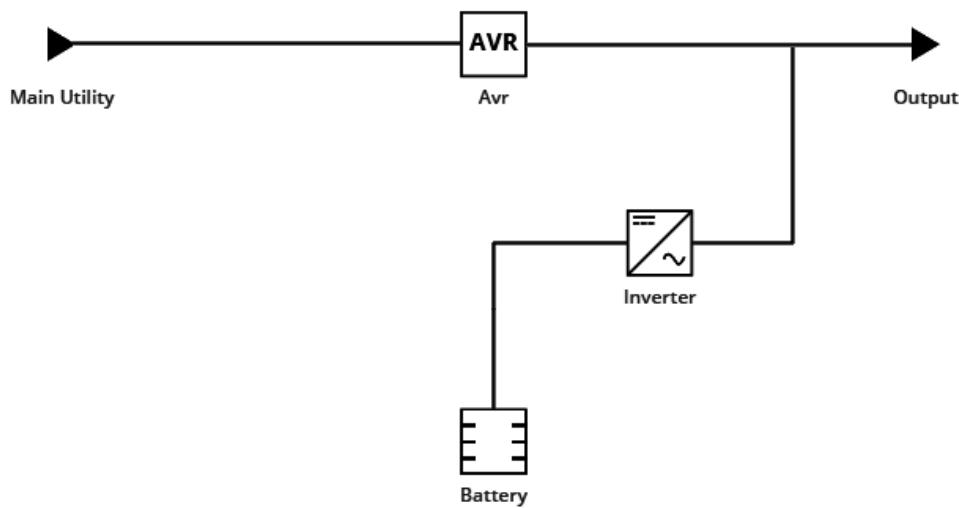 AVR
Main Utility
Avr
Output
Inverter
Battery